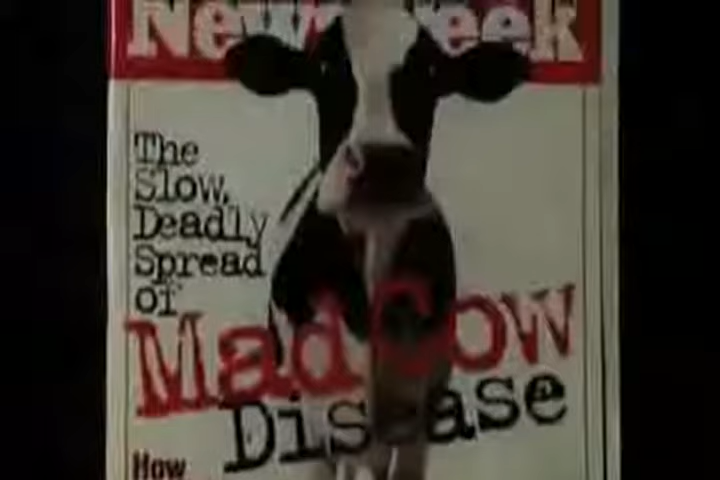 Newsweek
The
Slow,
Deadly
Spread
of
Mad Cow
Disease
How